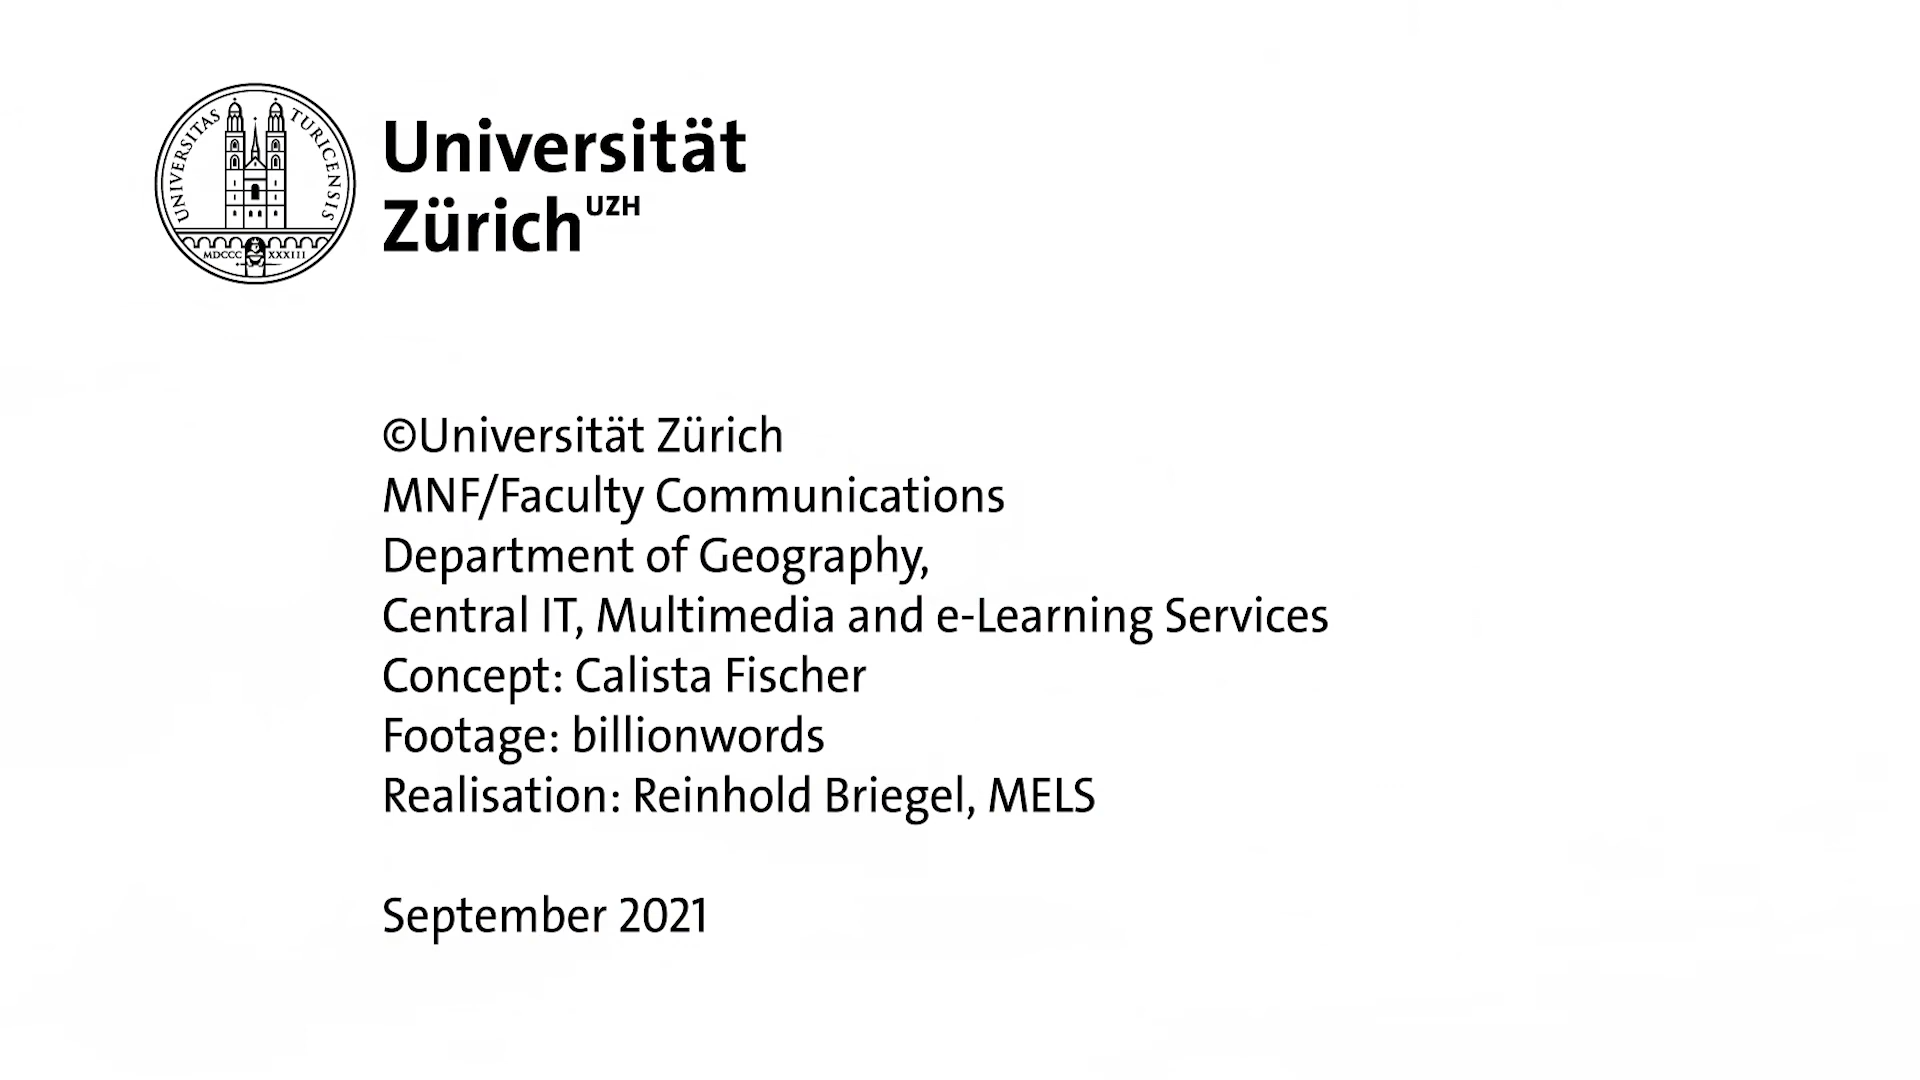 UNIVERSITAS TURICENSIS
MDCCC XXXIII
Universität
Zürich UZH
©Universität Zürich
MNF/Faculty Communications
Department of Geography,
Central IT, Multimedia and e-Learning Services
Concept: Calista Fischer
Footage: billionwords
Realisation: Reinhold Briegel, MELS
September 2021